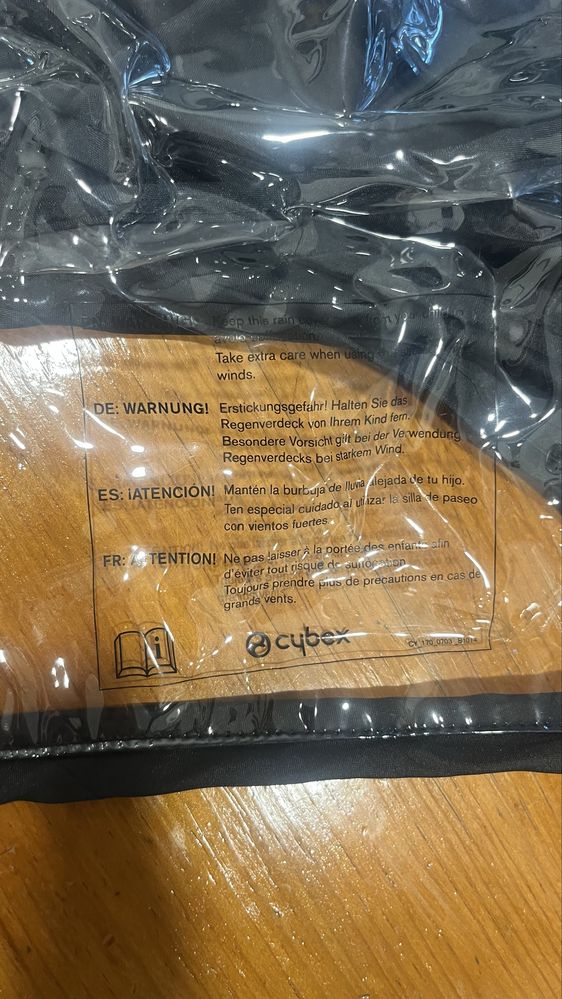 Keep this rain
Take extra care when using
winds.
DE: WARNUNG! Erstickungsgefahr! Halten Sie das
Regenverdeck von Ihrem Kind fern.
Besondere Vorsicht gilt bei der Verwendung
Regenverdecks bei starkem Wind.
ES: ¡ATENCIÓN! Mantén la burbuja de lluvia alejada de tu hijo.
Ten especial cuidado al utilizar la silla de paseo
con vientos fuertes.
FR: ATTENTION! Ne pas laisser à la portée des enfants afin
d'éviter tout risque de suffocation
Toujours prendre plus de precautions en cas de
grands vents.
i cybex CY_170_0703_B1014